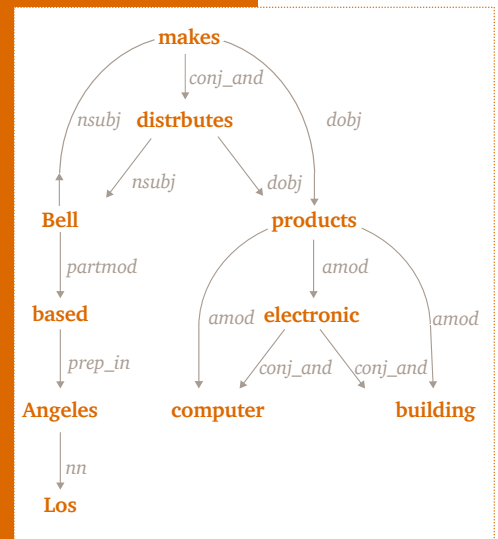 makes
conj_and
nsubj distrbutes dobj
nsubj dobj
Bell products
partmod amod
based amod electronic amod
prep_in conj_and conj_and
Angeles computer building
nn
Los